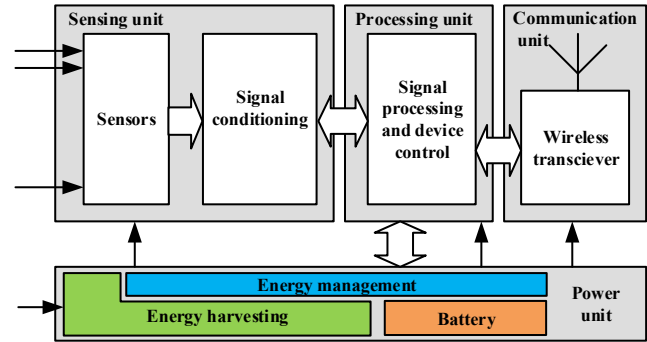 Sensing unit
Processing unit
Communication
unit
Sensors
Signal
conditioning
Signal
processing
and device
control
Wireless
transciever
Energy management
Energy harvesting
Battery
Power
unit